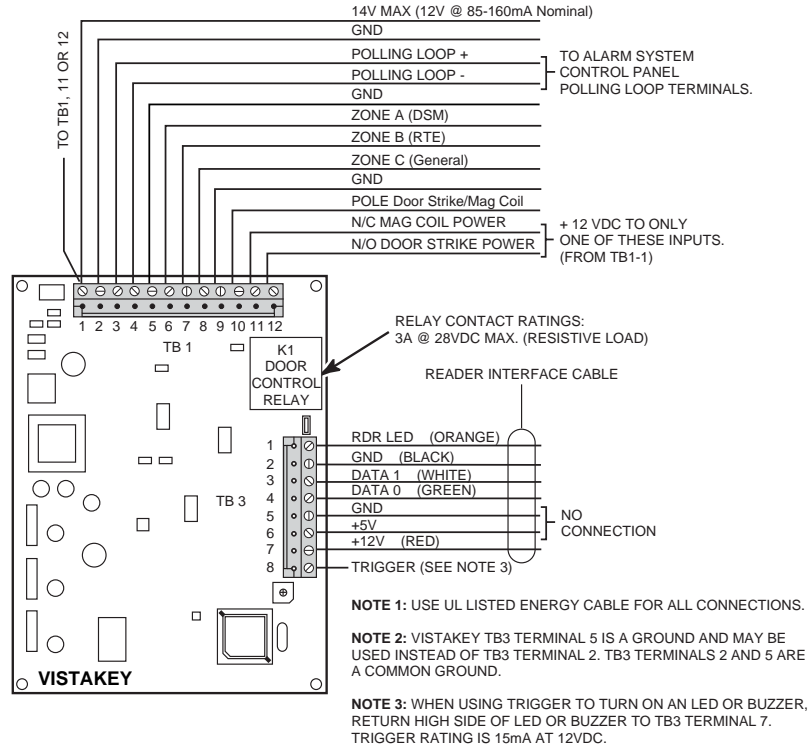 14V MAX (12V @ 85-160mA Nominal)
GND
POLLING LOOP +
POLLING LOOP -
TO ALARM SYSTEM
CONTROL PANEL
POLLING LOOP TERMINALS.
GND
ZONE A (DSM)
ZONE B (RTE)
ZONE C (General)
GND
POLE Door Strike/Mag Coil
N/C MAG COIL POWER
N/O DOOR STRIKE POWER
+ 12 VDC TO ONLY
ONE OF THESE INPUTS.
(FROM TB1-1)
TO TB1, 11 OR 12
1 2 3 4 5 6 7 8 9 10 11 12
TB 1
K1
DOOR
CONTROL
RELAY
RELAY CONTACT RATINGS:
3A @ 28VDC MAX. (RESISTIVE LOAD)
READER INTERFACE CABLE
1 RDR LED (ORANGE)
2 GND (BLACK)
3 DATA 1 (WHITE)
4 DATA 0 (GREEN)
TB 3
5 GND
6 +5V
NO
CONNECTION
7 +12V (RED)
8 TRIGGER (SEE NOTE 3)
VISTAKEY
NOTE 1: USE UL LISTED ENERGY CABLE FOR ALL CONNECTIONS.
NOTE 2: VISTAKEY TB3 TERMINAL 5 IS A GROUND AND MAY BE
USED INSTEAD OF TB3 TERMINAL 2. TB3 TERMINALS 2 AND 5 ARE
A COMMON GROUND.
NOTE 3: WHEN USING TRIGGER TO TURN ON AN LED OR BUZZER,
RETURN HIGH SIDE OF LED OR BUZZER TO TB3 TERMINAL 7.
TRIGGER RATING IS 15mA AT 12VDC.